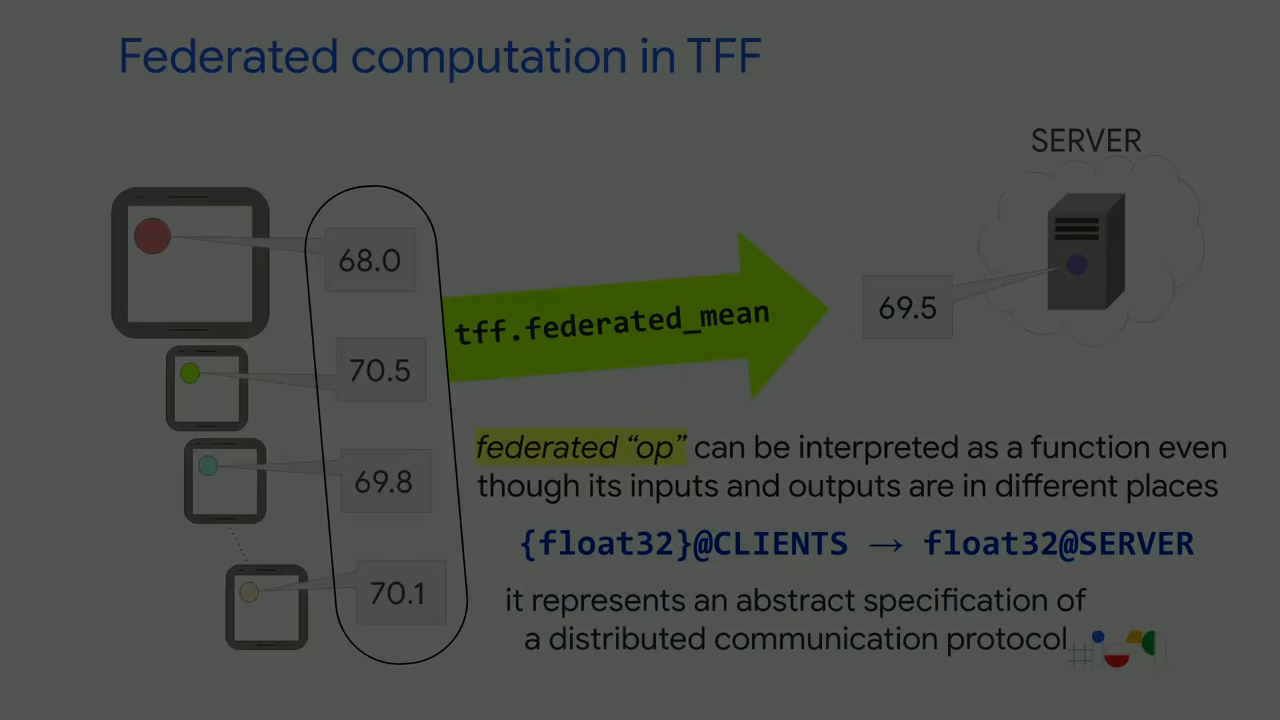 Federated computation in TFF
SERVER
68.0
tff.federated_mean
69.5
70.5
federated “op” can be interpreted as a function even
though its inputs and outputs are in different places
69.8
{float32}@CLIENTS → float32@SERVER
70.1
it represents an abstract specification of
a distributed communication protocol